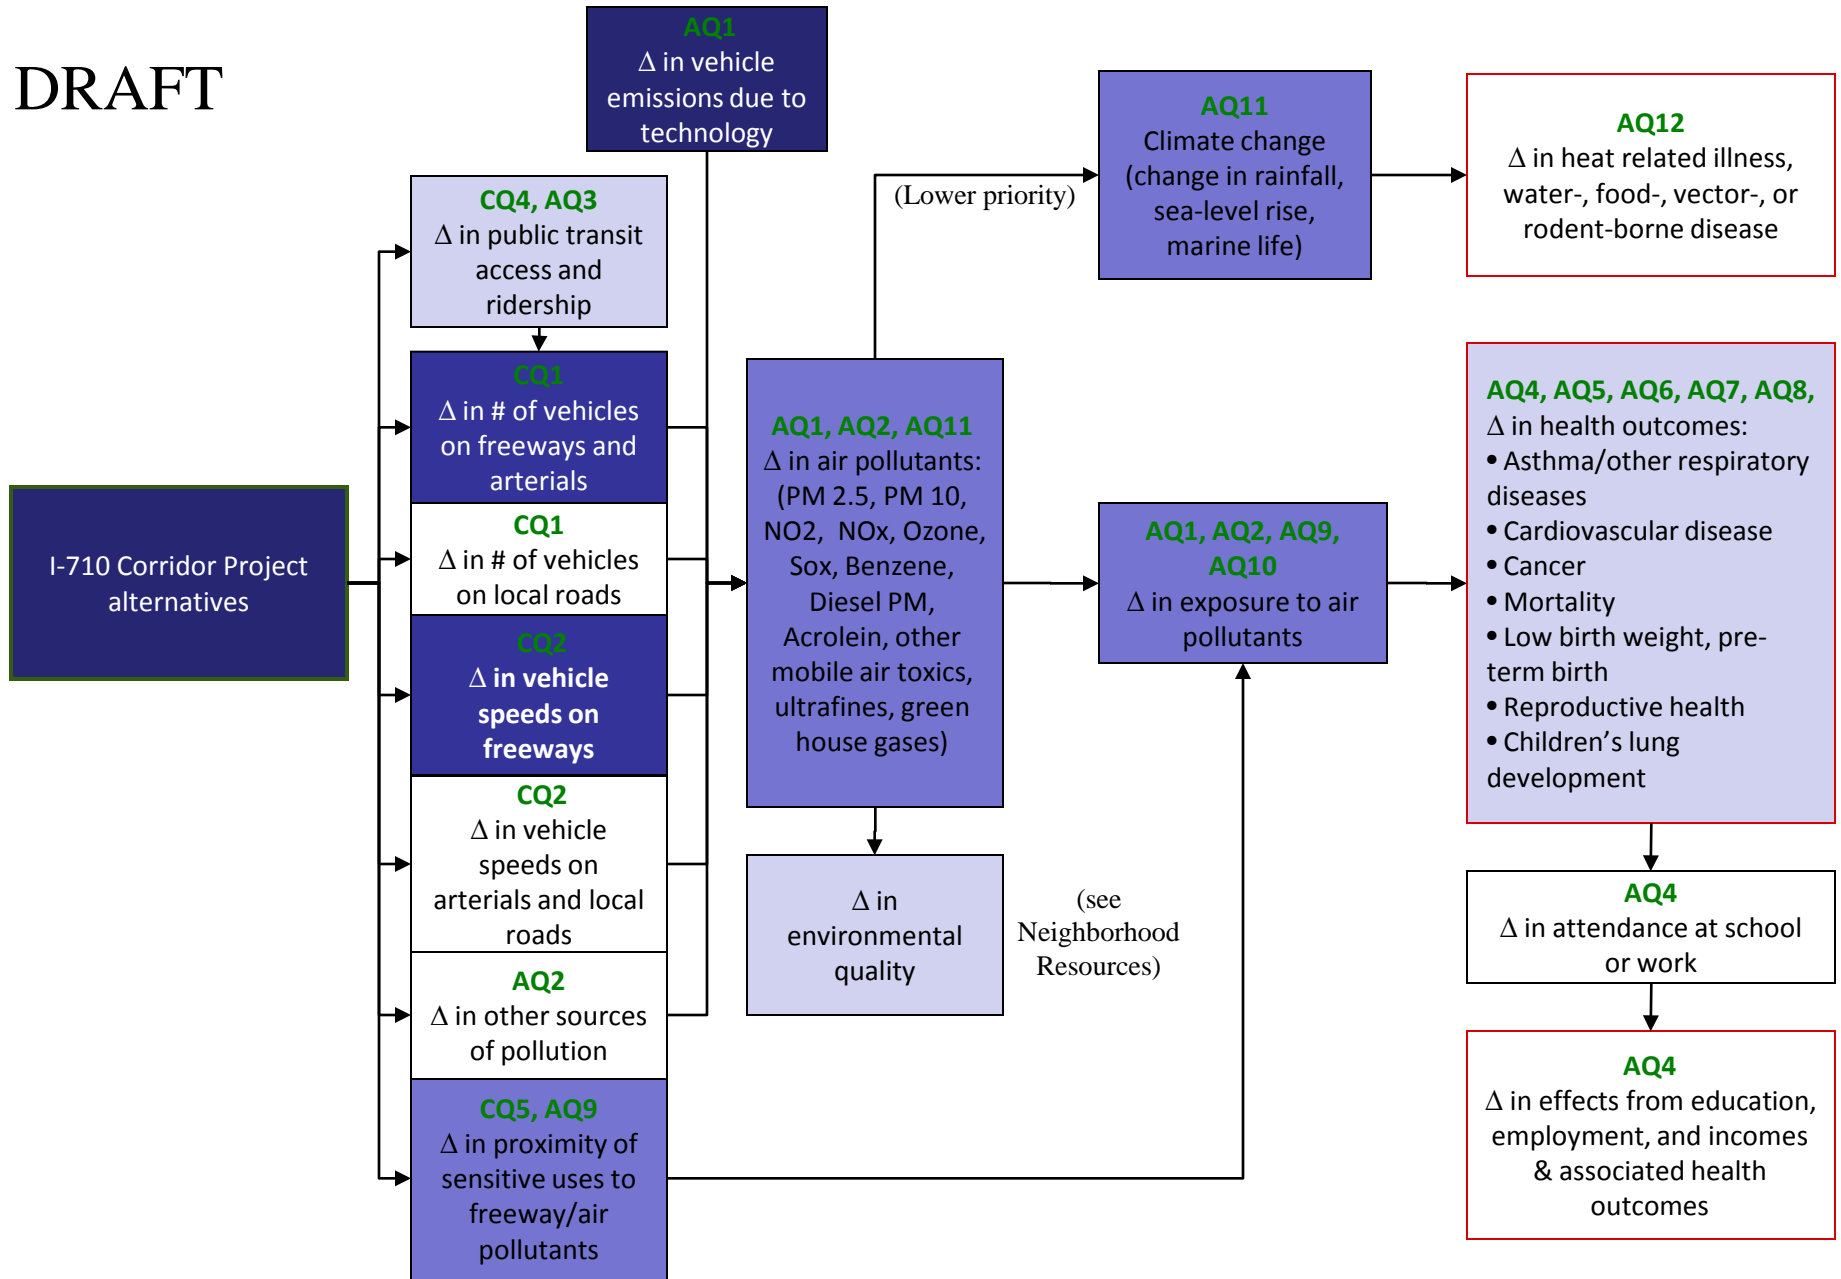 DRAFT
AQ1
Δ in vehicle
emissions due to
technology
I-710 Corridor Project
alternatives
CQ4, AQ3
Δ in public transit
access and
ridership
CQ1
Δ in # of vehicles
on freeways and
arterials
CQ1
Δ in # of vehicles
on local roads
CQ2
Δ in vehicle
speeds on
freeways
CQ2
Δ in vehicle
speeds on
arterials and local
roads
AQ2
Δ in other sources
of pollution
CQ5, AQ9
Δ in proximity of
sensitive uses to
freeway/air
pollutants
AQ1, AQ2, AQ11
Δ in air pollutants:
(PM 2.5, PM 10,
NO2, NOx, Ozone,
Sox, Benzene,
Diesel PM,
Acrolein, other
mobile air toxics,
ultrafines, green
house gases)
Δ in
environmental
quality
(see
Neighborhood
Resources)
(Lower priority)
AQ11
Climate change
(change in rainfall,
sea-level rise,
marine life)
AQ12
Δ in heat related illness,
water-, food-, vector-, or
rodent-borne disease
AQ1, AQ2, AQ9,
AQ10
Δ in exposure to air
pollutants
AQ4, AQ5, AQ6, AQ7, AQ8,
Δ in health outcomes:
• Asthma/other respiratory
diseases
• Cardiovascular disease
• Cancer
• Mortality
• Low birth weight, pre-
term birth
• Reproductive health
• Children’s lung
development
AQ4
Δ in attendance at school
or work
AQ4
Δ in effects from education,
employment, and incomes
& associated health
outcomes